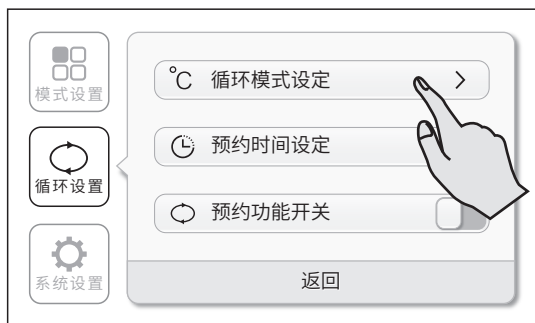 模式设置
循环设置
系统设置
℃ 循环模式设定
预约时间设定
预约功能开关
返回